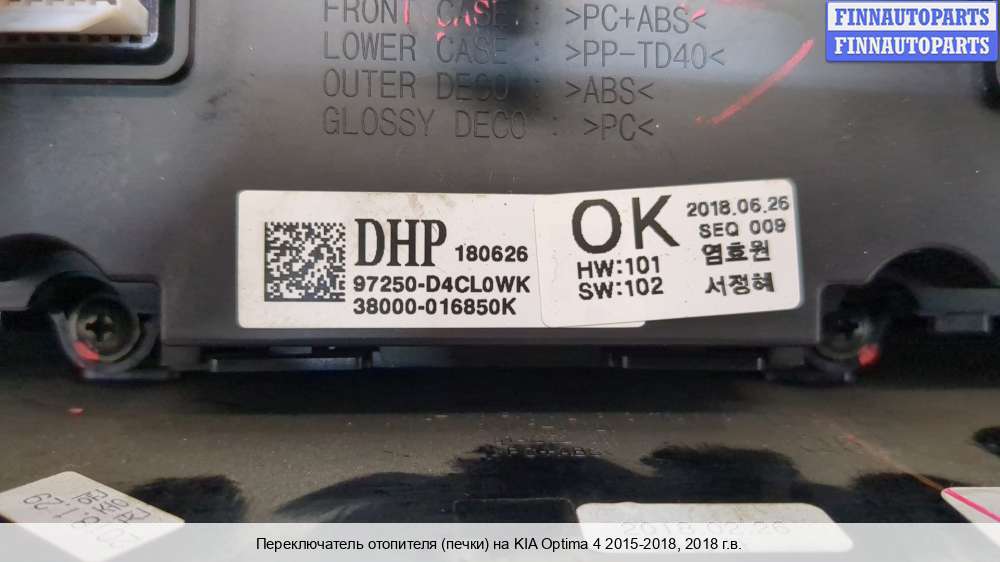 FRONT CASE : >PC+ABS<
LOWER CASE : >PP-TD40<
OUTER DECO : >ABS<
GLOSSY DECO : >PC<
FINNAUTOPARTS
FINNAUTOPARTS
DHP 180626
97250-D4CL0WK
38000-016850K
OK
HW:101
SW:102
2018.06.26
SEQ 009
염호원
서정혜
Переключатель отопителя (печки) на KIA Optima 4 2015-2018, 2018 г.в.